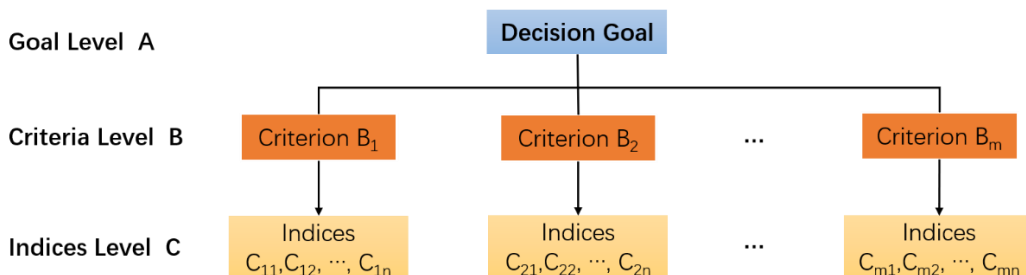 Goal Level A
Decision Goal
Criteria Level B
Criterion B₁
Criterion B₂
...
Criterion Bₘ
Indices Level C
Indices
C₁₁,C₁₂, ···, C₁ₙ
Indices
C₂₁,C₂₂, ···, C₂ₙ
...
Indices
Cₘ₁,Cₘ₂, ···, Cₘₙ